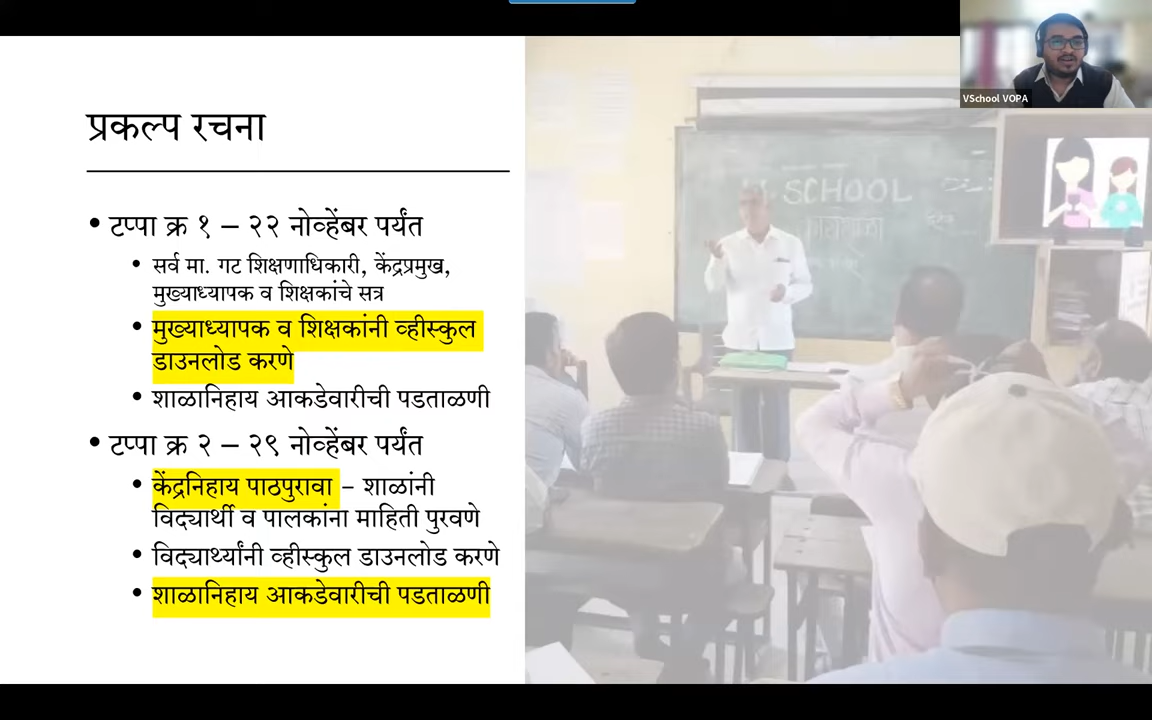 VSchool VOPA
प्रकल्प रचना
• टप्पा क्र १ – २२ नोव्हेंबर पर्यंत
• सर्व मा. गट शिक्षणाधिकारी, केंद्रप्रमुख,
मुख्याध्यापक व शिक्षकांचे सत्र
• मुख्याध्यापक व शिक्षकांनी व्हीस्कुल
डाउनलोड करणे
• शाळानिहाय आकडेवारीची पडताळणी
• टप्पा क्र २ – २९ नोव्हेंबर पर्यंत
• केंद्रनिहाय पाठपुरावा – शाळांनी
विद्यार्थी व पालकांना माहिती पुरवणे
• विद्यार्थ्यांनी व्हीस्कुल डाउनलोड करणे
• शाळानिहाय आकडेवारीची पडताळणी
SCHOOL